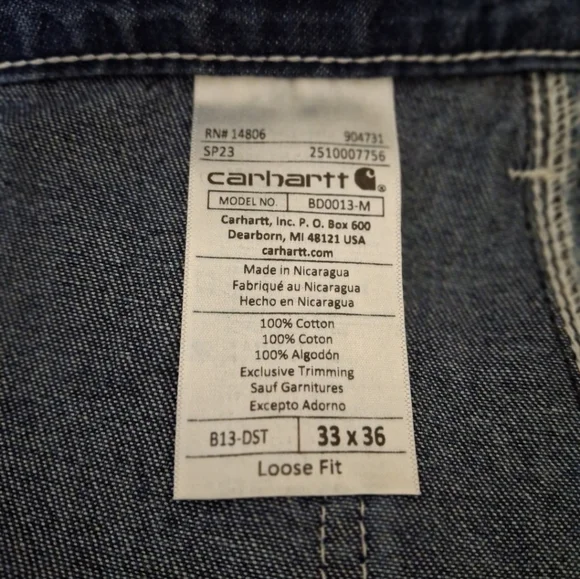 RN# 14806 904731
SP23 2510007756
carhartt ®
MODEL NO. BD0013-M
Carhartt, Inc. P. O. Box 600
Dearborn, MI 48121 USA
carhartt.com
Made in Nicaragua
Fabriqué au Nicaragua
Hecho en Nicaragua
100% Cotton
100% Coton
100% Algodón
Exclusive Trimming
Sauf Garnitures
Excepto Adorno
B13-DST 33 x 36
Loose Fit